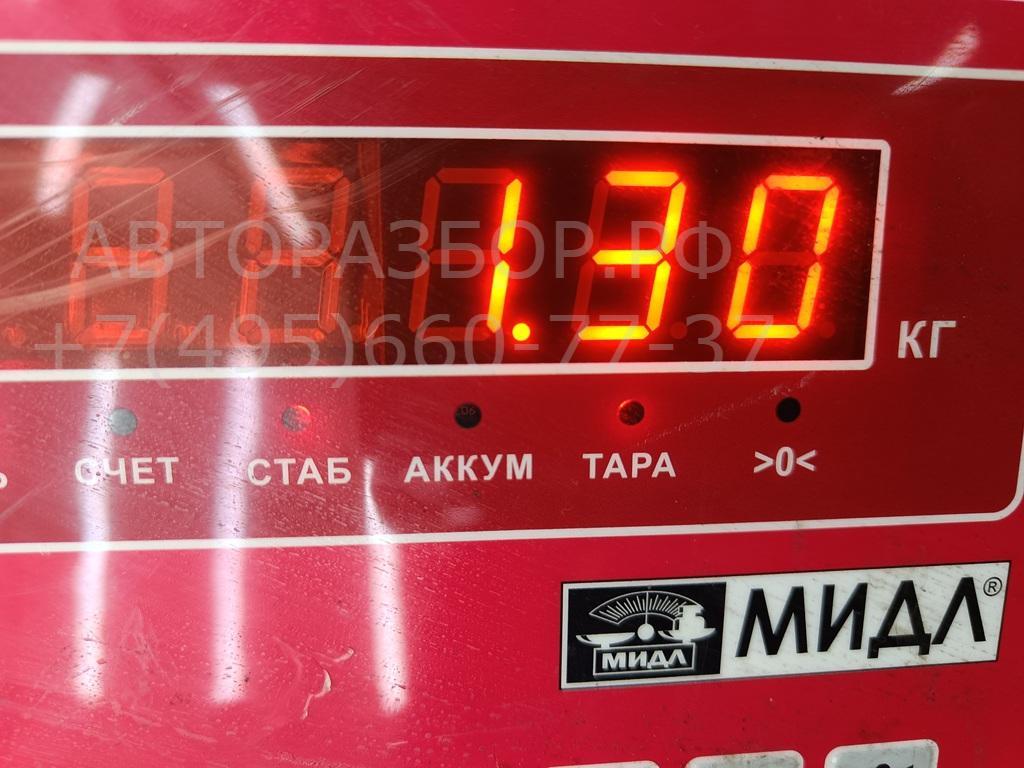 1.30
АВТОРАЗБОР.РФ
+7(495)660-77-37
КГ
СЧЕТ СТАБ АККУМ ТАРА >0<
МИДЛ МИДЛ®